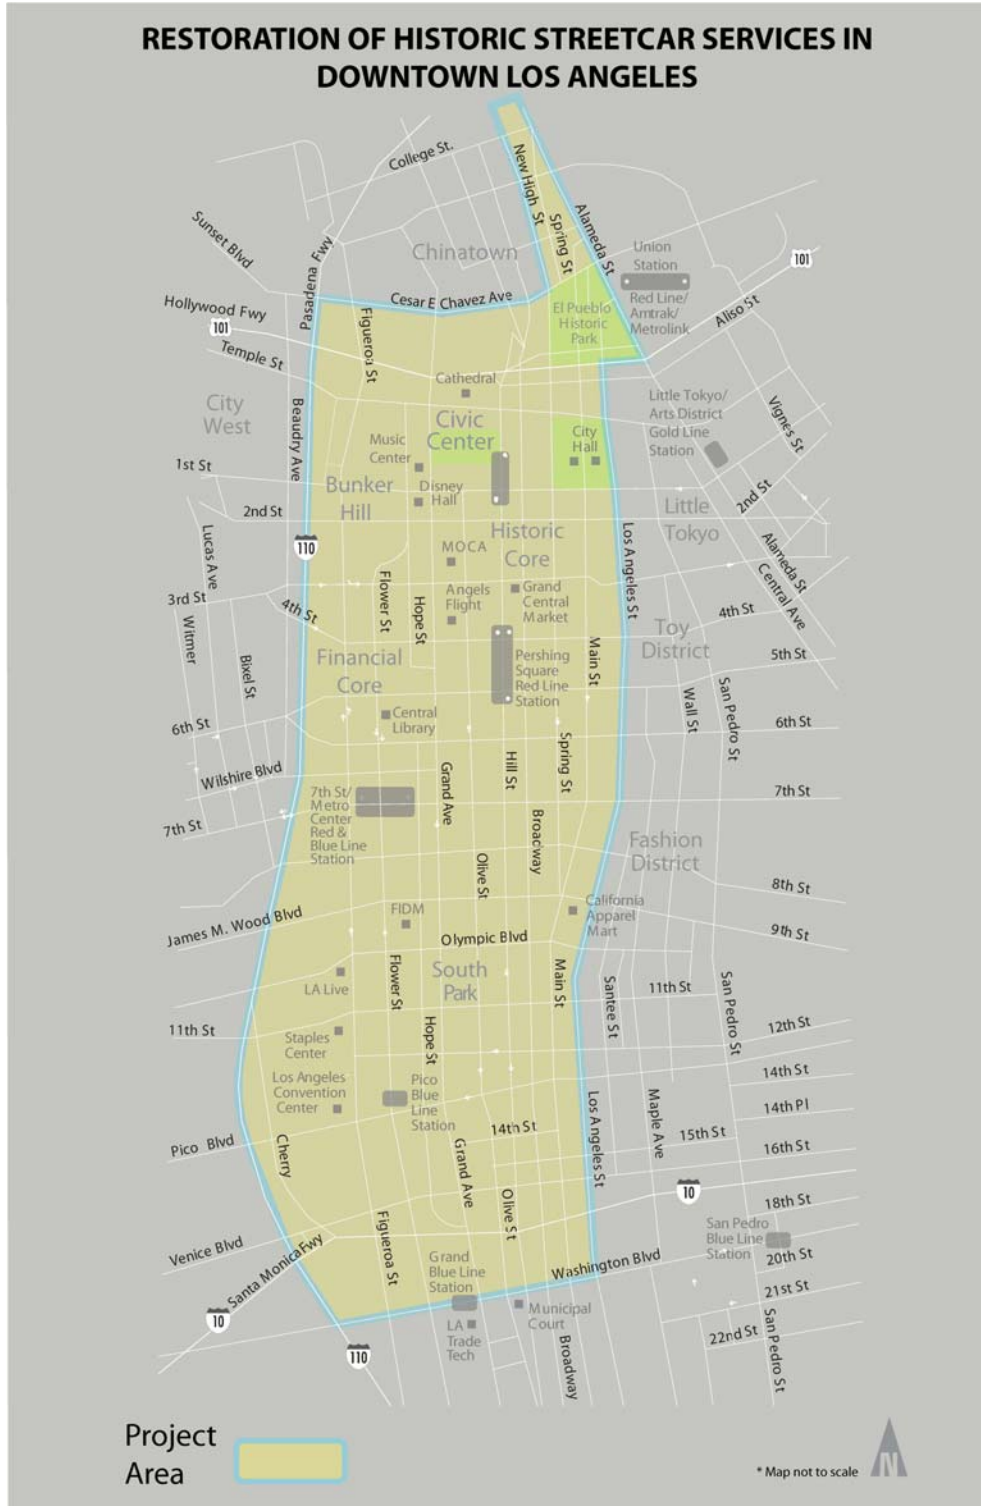 RESTORATION OF HISTORIC STREETCAR SERVICES IN
DOWNTOWN LOS ANGELES
College St.
New High St
Spring St
Alameda St
Sunset Blvd
Pasadena Fwy
Chinatown
Union
Station
Red Line/
Amtrak/
Metrolink
101
Aliso St
Hollywood Fwy
101
Cesar E Chavez Ave
El Pueblo
Historic
Park
Temple St
Figueroa St
Cathedral
City
West
Beaudry Ave
Civic
Center
Music
Center
City
Hall
Little Tokyo/
Arts District
Gold Line
Station
Vignes St
1st St
Bunker
Hill
Disney
Hall
2nd St
2nd St
Little
Tokyo
Historic
Core
Los Angeles St
Lucas Ave
110
MOCA
Alameda St
Central Ave
3rd St
4th St
Flower St
Hope St
Angels
Flight
Grand
Central
Market
4th St
Witmer
Bixel St
Financial
Core
Pershing
Square
Red Line
Station
Main St
Toy
District
5th St
Wall St
San Pedro St
6th St
Central
Library
6th St
Wilshire Blvd
Hill St
Spring St
7th St/
Metro
Center
Red &
Blue Line
Station
Grand Ave
7th St
7th St
Broadway
Olive St
Fashion
District
8th St
James M. Wood Blvd
FIDM
California
Apparel
Mart
9th St
Olympic Blvd
South
Park
LA Live
Flower St
Main St
Santee St
11th St
San Pedro St
11th St
Staples
Center
Hope St
12th St
Los Angeles
Convention
Center
Pico
Blue
Line
Station
14th St
14th Pl
Pico Blvd
Cherry
14th St
Los Angeles St
Maple Ave
15th St
16th St
Grand Ave
Olive St
10
18th St
Venice Blvd
Santa Monica Fwy
Figueroa St
Grand
Blue Line
Station
Washington Blvd
San Pedro
Blue Line
Station
20th St
21st St
10
LA
Trade
Tech
Municipal
Court
22nd St
San Pedro St
110
Broadway
Project
Area
* Map not to scale
N